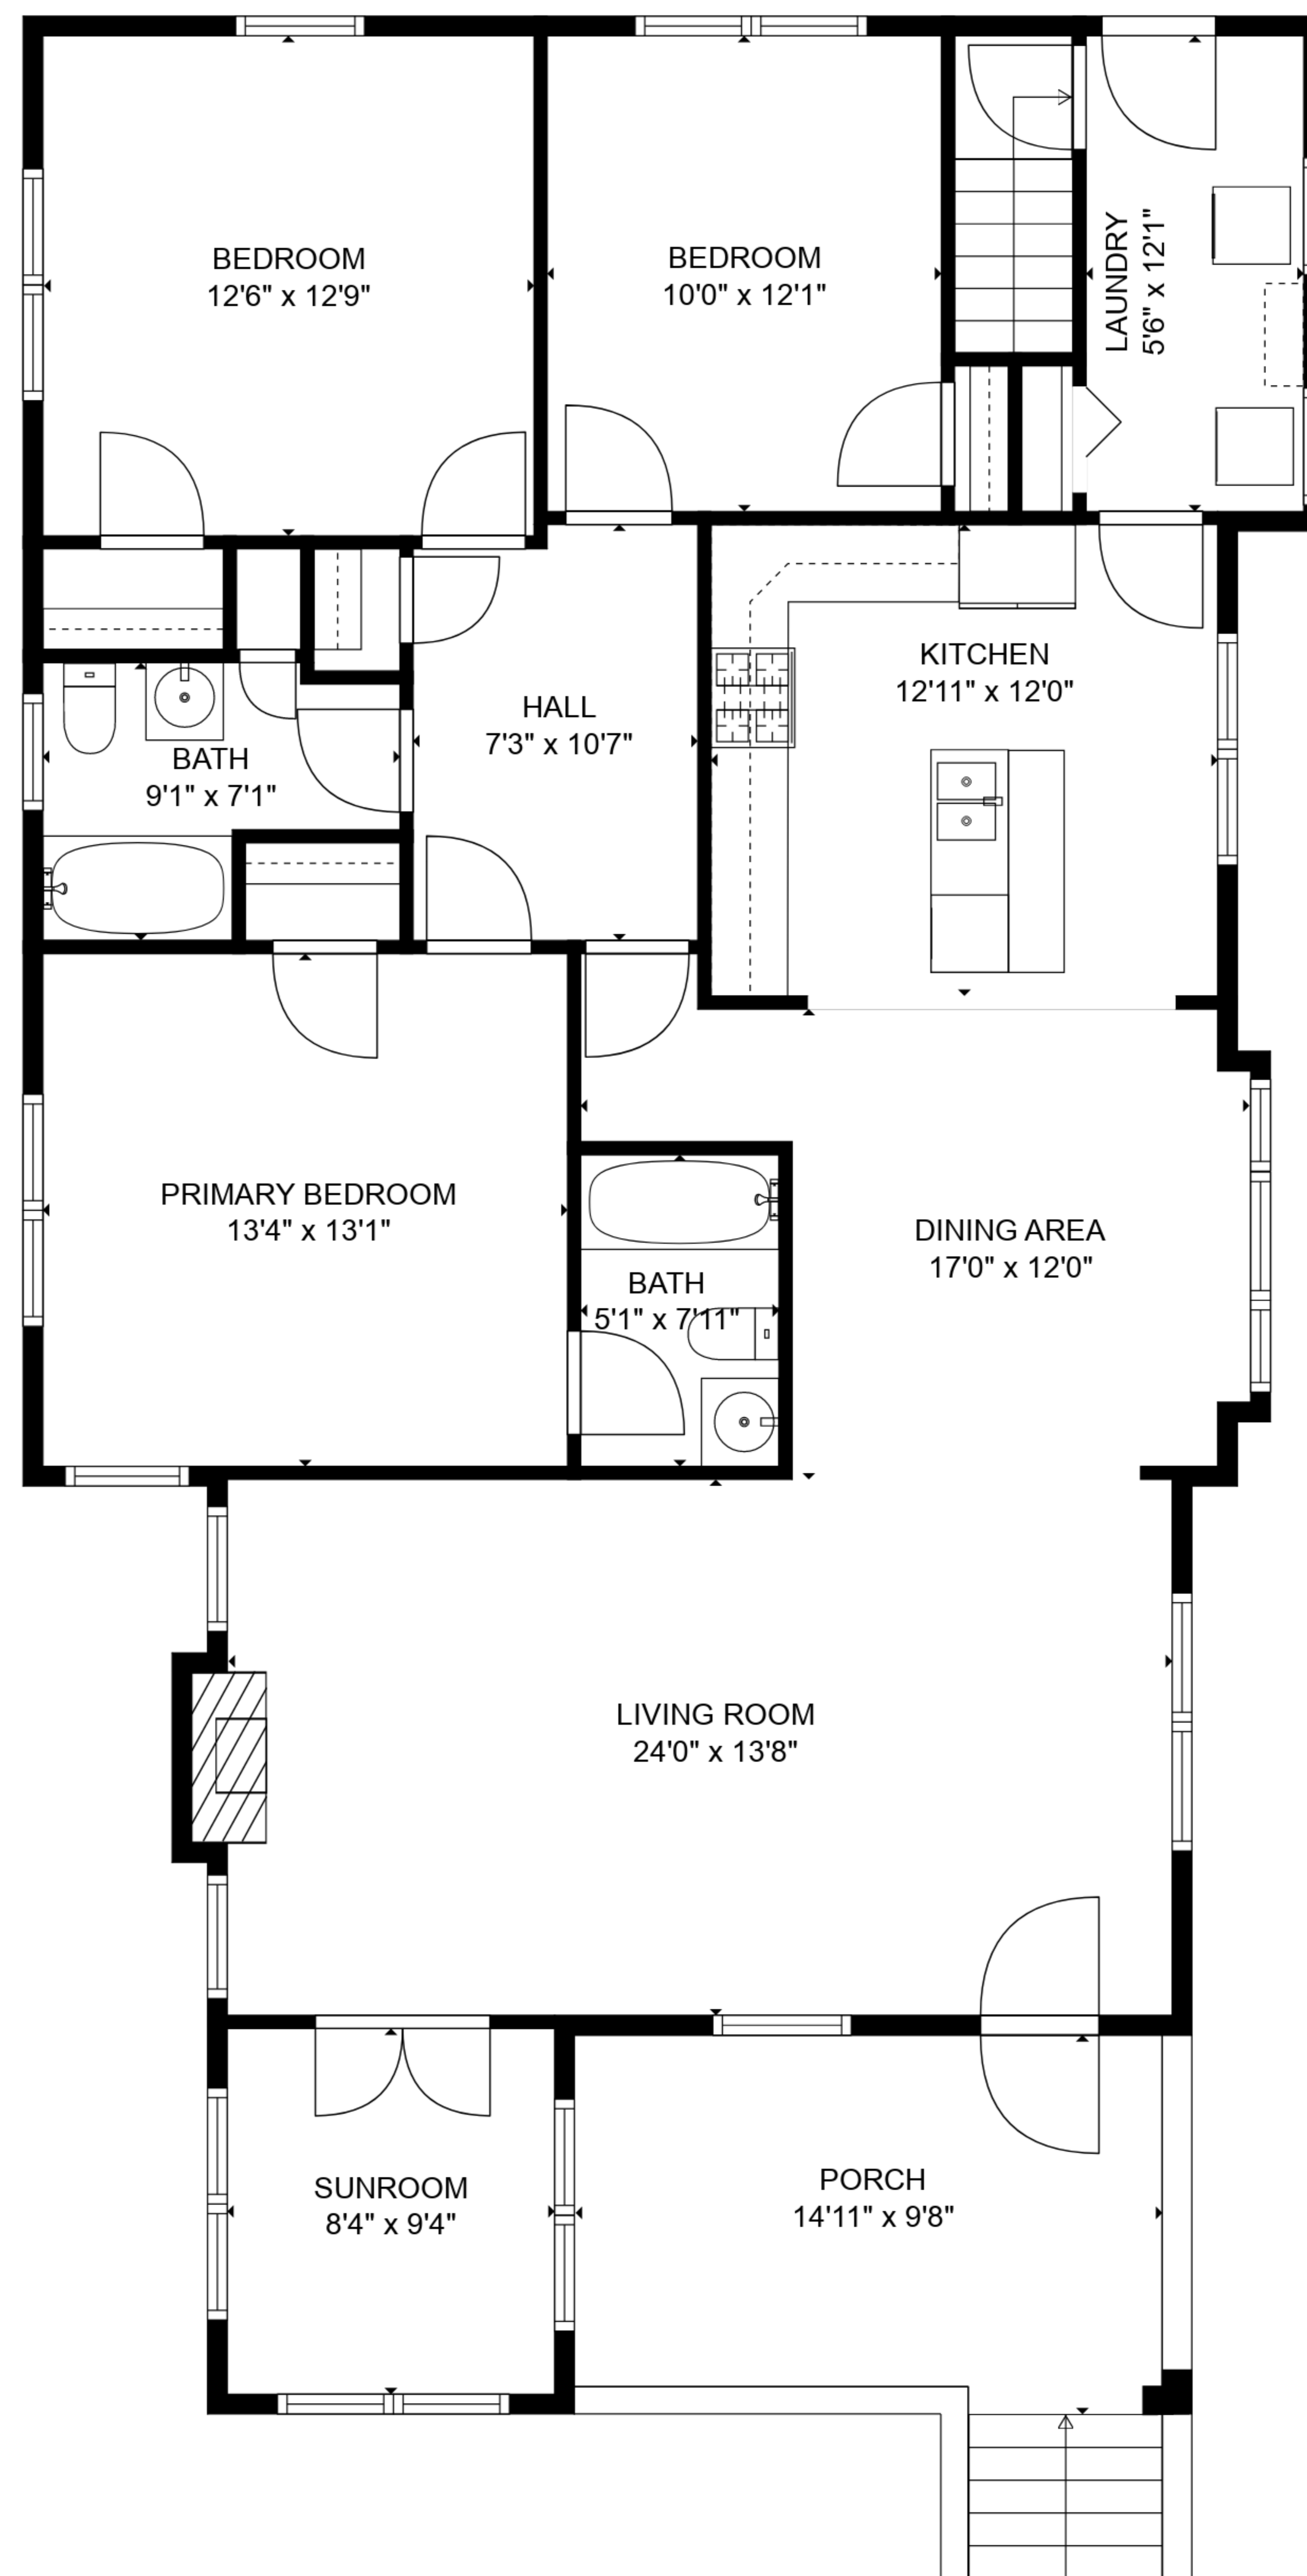 BEDROOM
12'6" x 12'9"
BEDROOM
10'0" x 12'1"
LAUNDRY
5'6" x 12'1"
KITCHEN
12'11" x 12'0"
HALL
7'3" x 10'7"
BATH
9'1" x 7'1"
PRIMARY BEDROOM
13'4" x 13'1"
BATH
5'1" x 7'11"
DINING AREA
17'0" x 12'0"
LIVING ROOM
24'0" x 13'8"
SUNROOM
8'4" x 9'4"
PORCH
14'11" x 9'8"